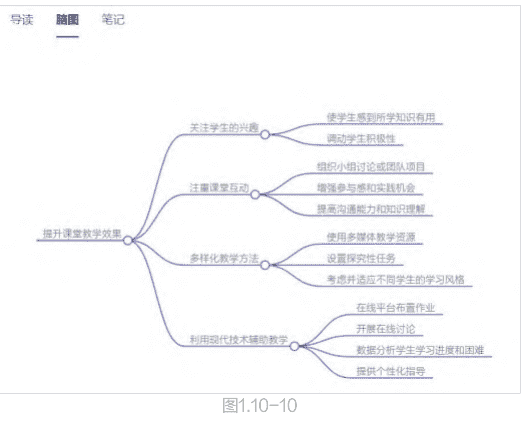 导读 脑图 笔记
关注学生的兴趣
使学生感到所学知识有用
调动学生积极性
注重课堂互动
组织小组讨论或团队项目
增强参与感和实践机会
提高沟通能力和知识理解
提升课堂教学效果
多样化教学方法
使用多媒体教学资源
设置探究性任务
考虑并适应不同学生的学习风格
利用现代技术辅助教学
在线平台布置作业
开展在线讨论
数据分析学生学习进度和困难
提供个性化指导
图1.10-10